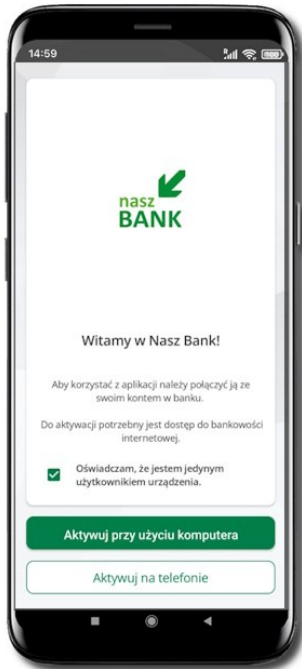 14:59
R
nasz
BANK
Witamy w Nasz Bank!
Aby korzystać z aplikacji należy połączyć ją ze
swoim kontem w banku.
Do aktywacji potrzebny jest dostęp do bankowości
internetowej.
Oświadczam, że jestem jedynym
użytkownikiem urządzenia.
Aktywuj przy użyciu komputera
Aktywuj na telefonie